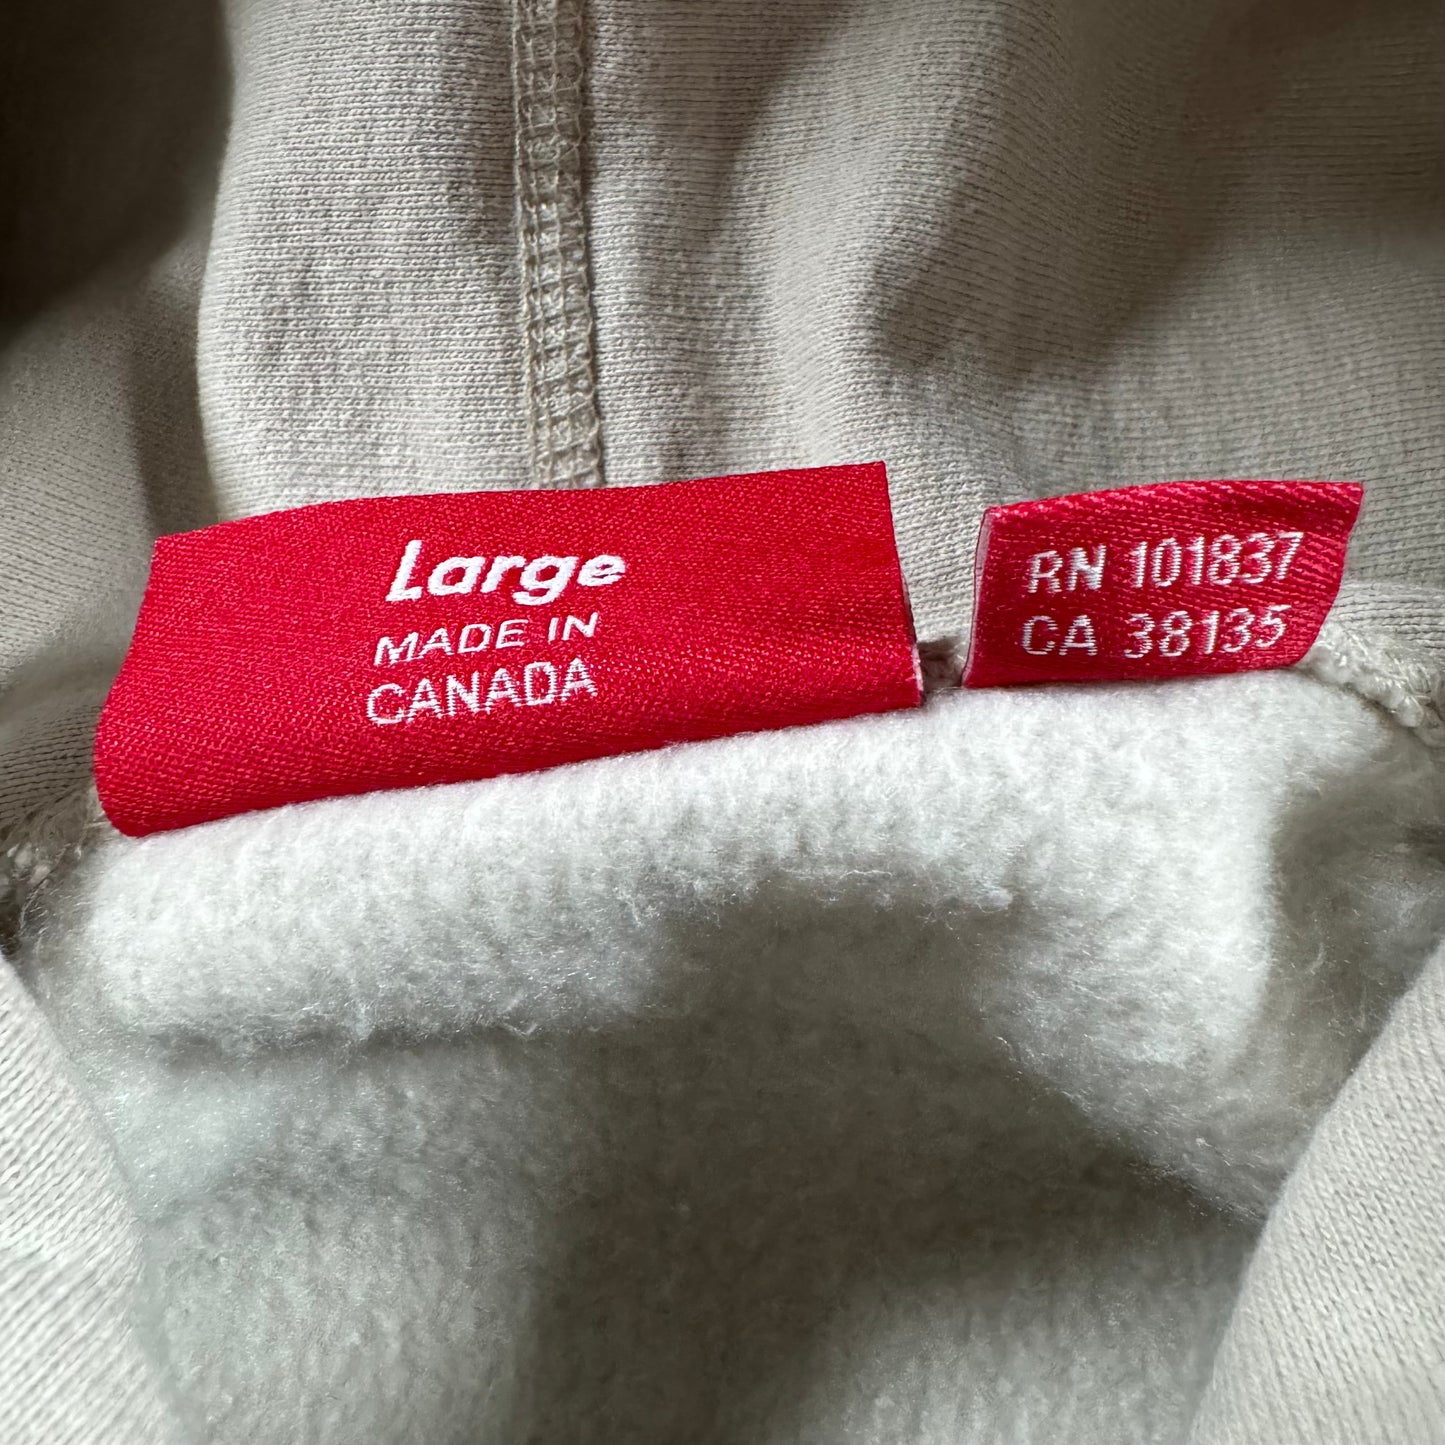 Large
MADE IN
CANADA
RN 101837
CA 38135